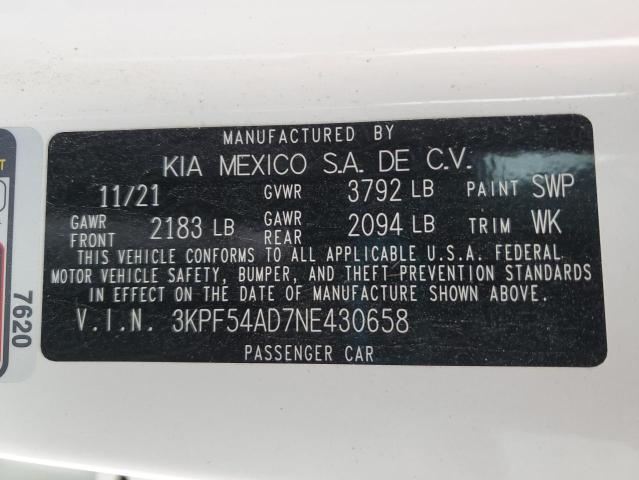 MANUFACTURED BY
KIA MEXICO S.A. DE C.V.
11/21 GVWR 3792 LB PAINT SWP
GAWR FRONT 2183 LB GAWR REAR 2094 LB TRIM WK
THIS VEHICLE CONFORMS TO ALL APPLICABLE U.S.A. FEDERAL
MOTOR VEHICLE SAFETY, BUMPER, AND THEFT PREVENTION STANDARDS
IN EFFECT ON THE DATE OF MANUFACTURE SHOWN ABOVE.
V.I.N. 3KPF54AD7NE430658
PASSENGER CAR
7620